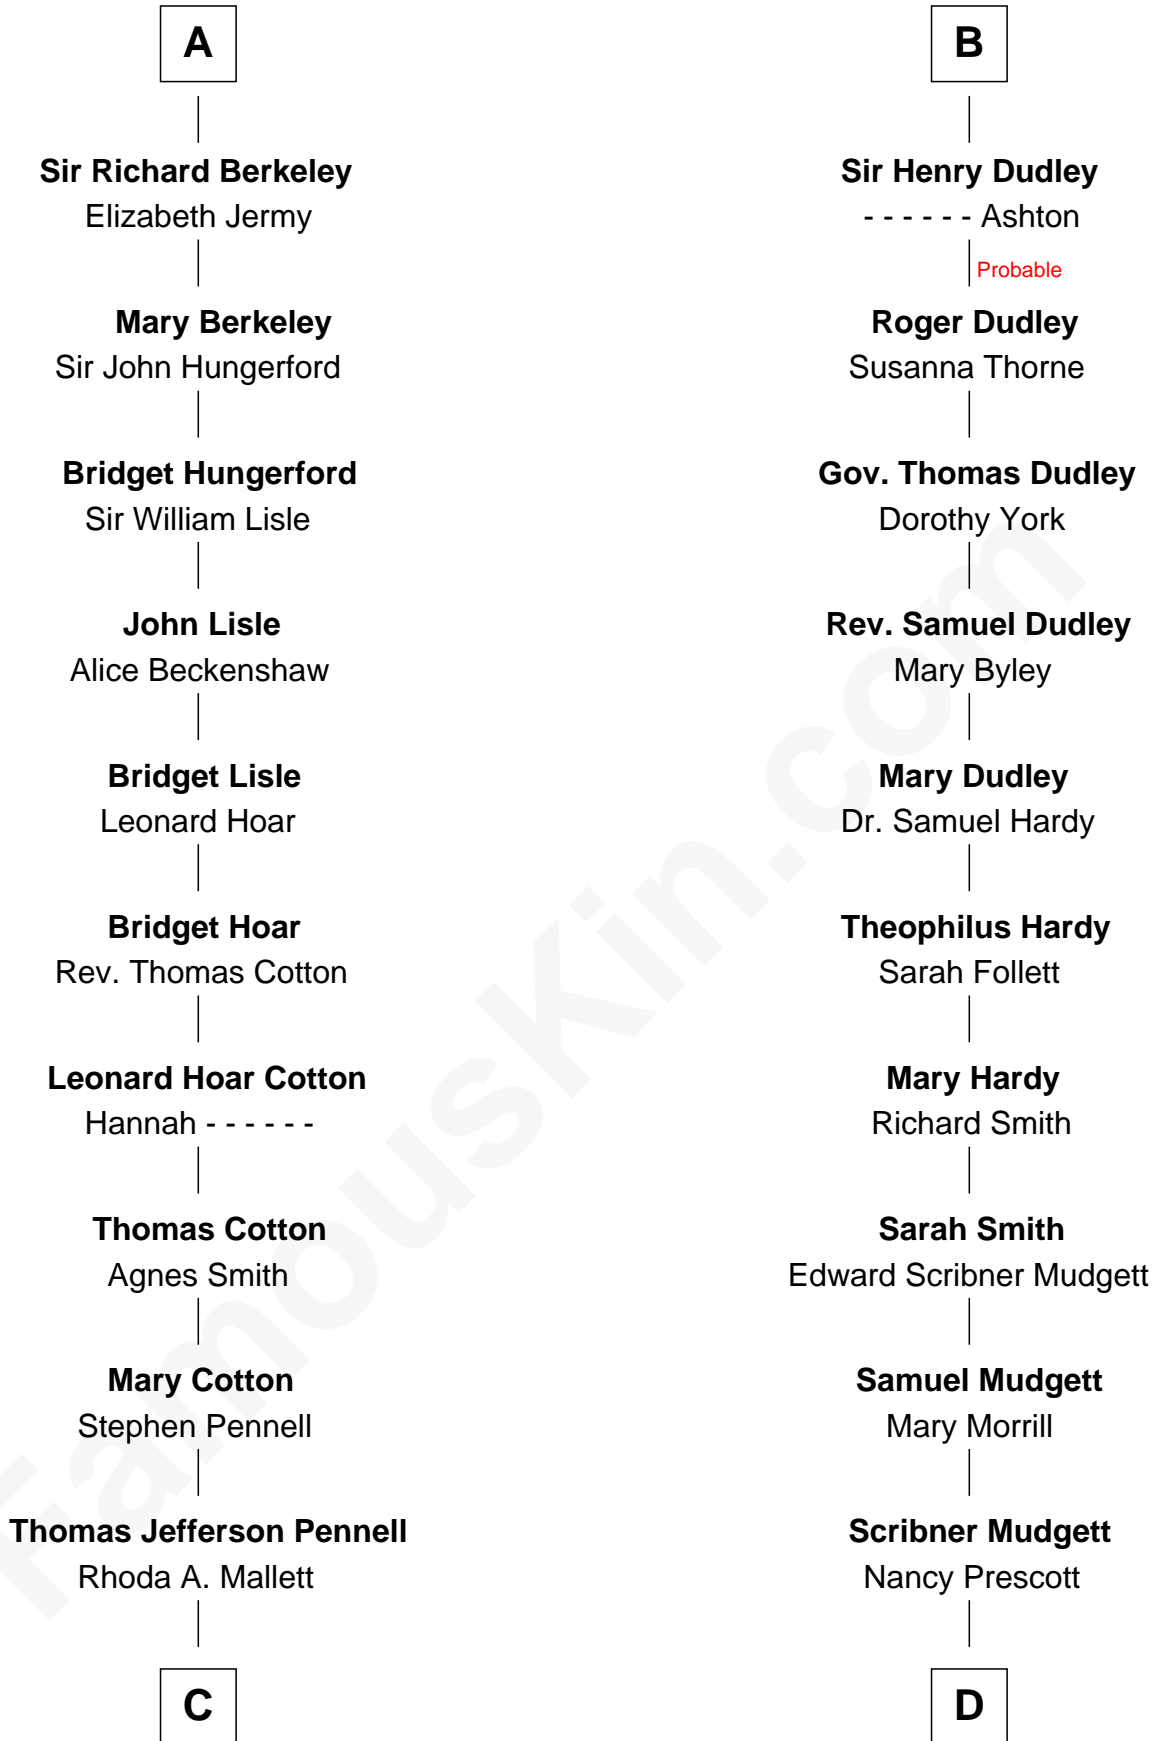 A
Sir Richard Berkeley
Elizabeth Jermy
Mary Berkeley
Sir John Hungerford
Bridget Hungerford
Sir William Lisle
John Lisle
Alice Beckenshaw
Bridget Lisle
Leonard Hoar
Bridget Hoar
Rev. Thomas Cotton
Leonard Hoar Cotton
Hannah - - - - - -
Thomas Cotton
Agnes Smith
Mary Cotton
Stephen Pennell
Thomas Jefferson Pennell
Rhoda A. Mallett
C
B
Sir Henry Dudley
- - - - - - Ashton
Probable
Roger Dudley
Susanna Thorne
Gov. Thomas Dudley
Dorothy York
Rev. Samuel Dudley
Mary Byley
Mary Dudley
Dr. Samuel Hardy
Theophilus Hardy
Sarah Follett
Mary Hardy
Richard Smith
Sarah Smith
Edward Scribner Mudgett
Samuel Mudgett
Mary Morrill
Scribner Mudgett
Nancy Prescott
D
FamousKin.com